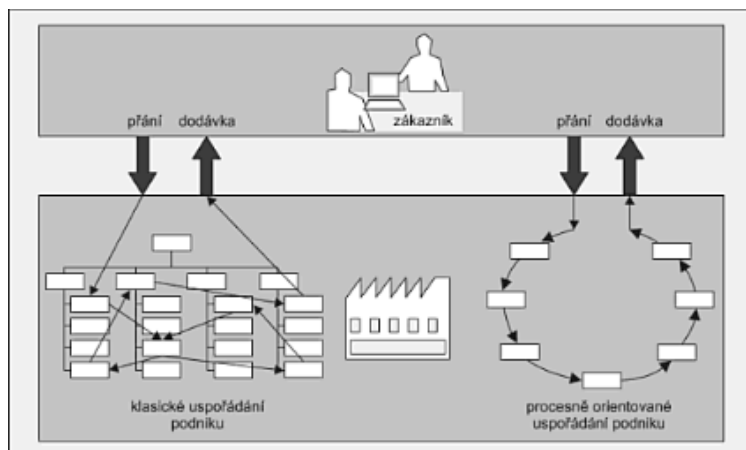 přání dodávka
zákazník
přání dodávka
klasické uspořádání
podniku
procesně orientované
uspořádání podniku